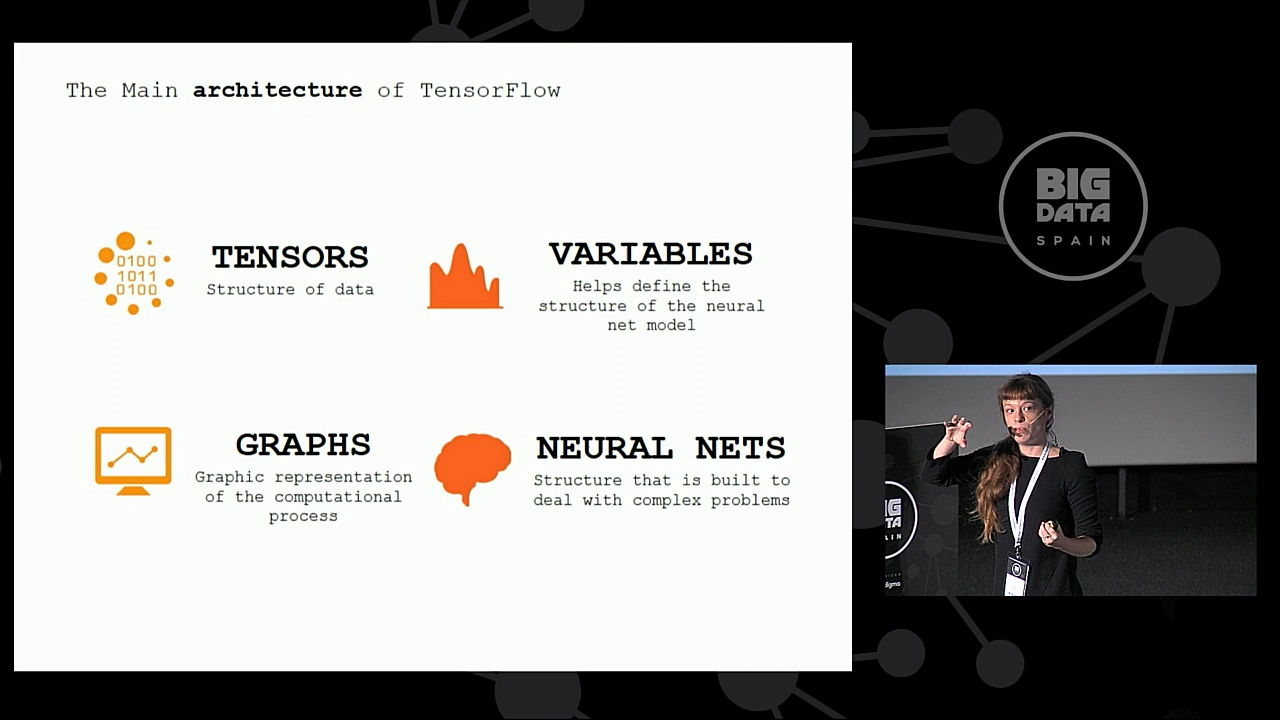 The Main architecture of TensorFlow
0100
1011
0100
TENSORS
Structure of data
VARIABLES
Helps define the
structure of the neural
net model
GRAPHS
Graphic representation
of the computational
process
NEURAL NETS
Structure that is built to
deal with complex problems
BIG
DATA
SPAIN